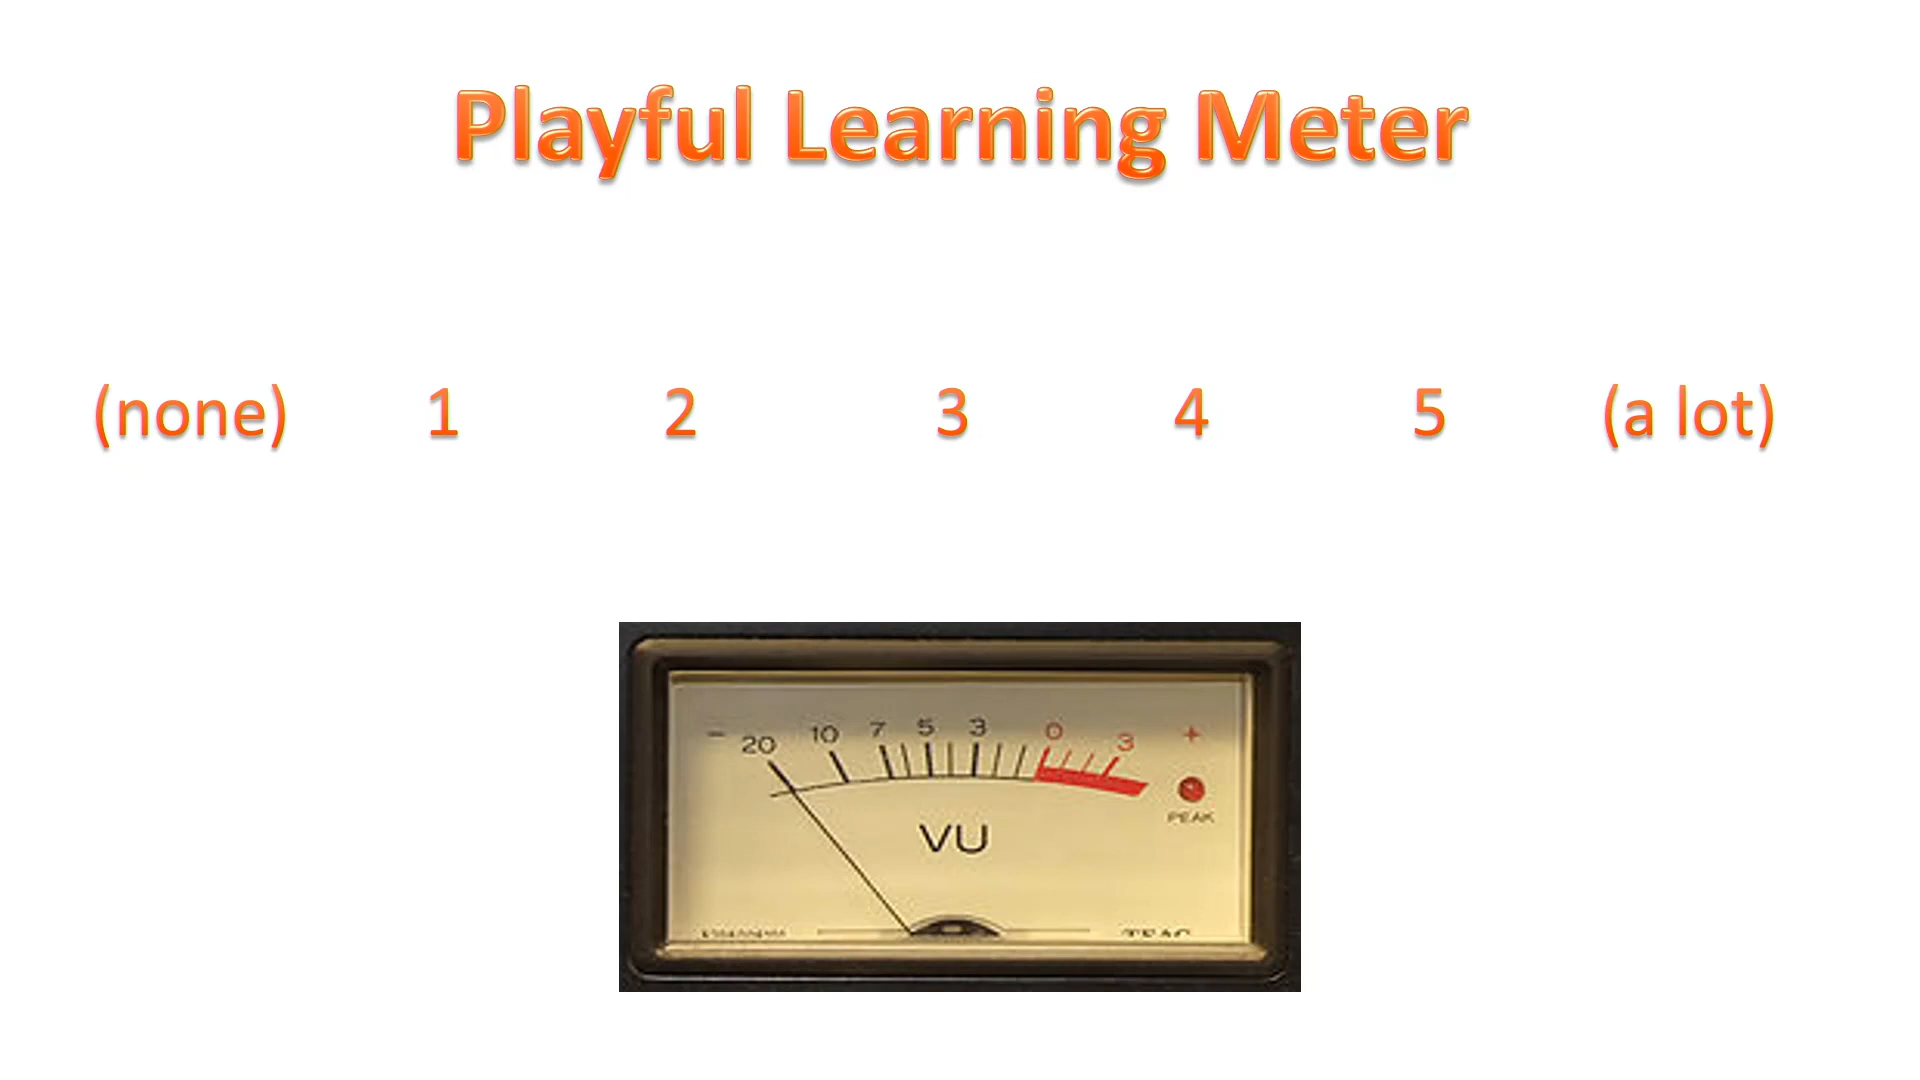 Playful Learning Meter
(none) 1 2 3 4 5 (a lot)
- 20 10 7 5 3 0 3 +
PEAK
VU
TEAC